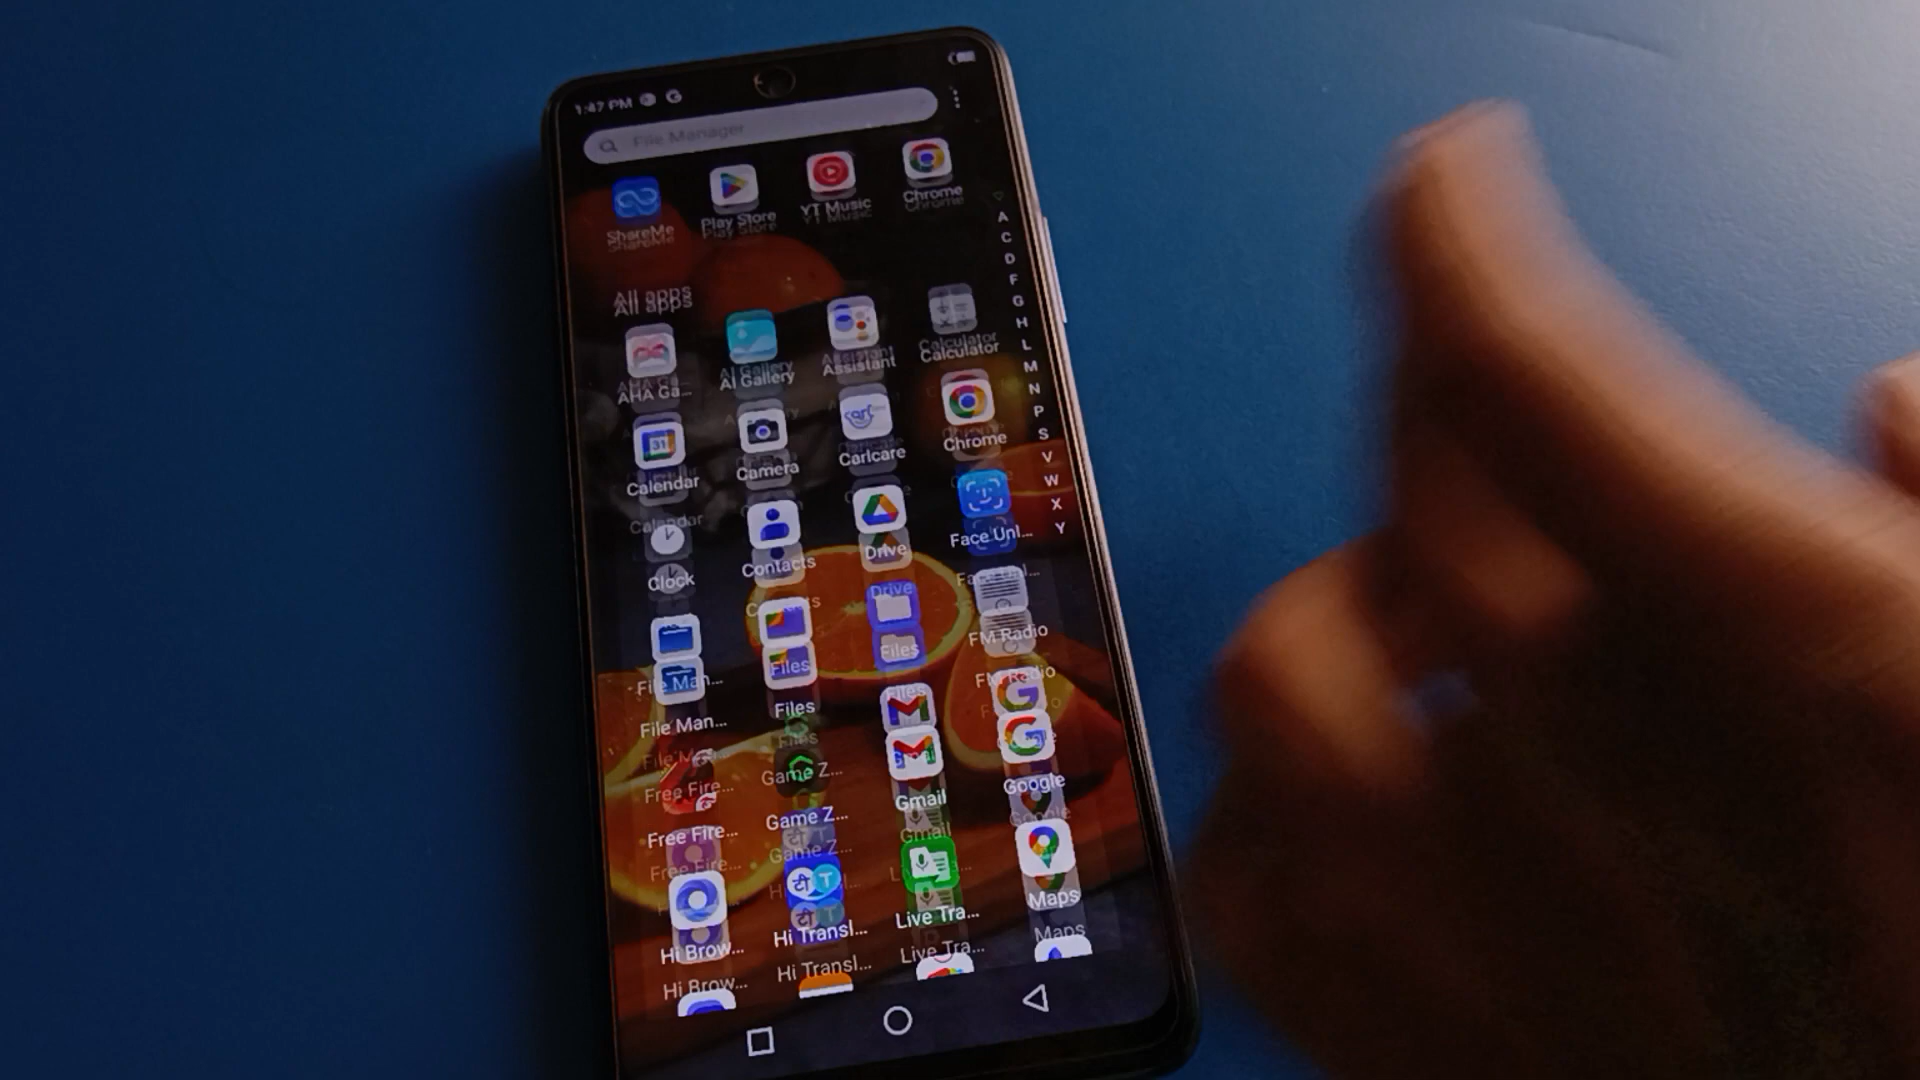 1:47 PM
File Manager
ShareMe Play Store YT Music Chrome
All apps
AHA Ga... AI Gallery Assistant Calculator
Calendar Camera Carlcare Chrome
Clock Contacts Drive Face Unl...
File Man... Files Files FM Radio
Free Fire... Game Z... Gmail Google
Hi Brow... Hi Transl... Live Tra... Maps
A
C
D
F
G
H
L
M
N
P
S
V
W
X
Y